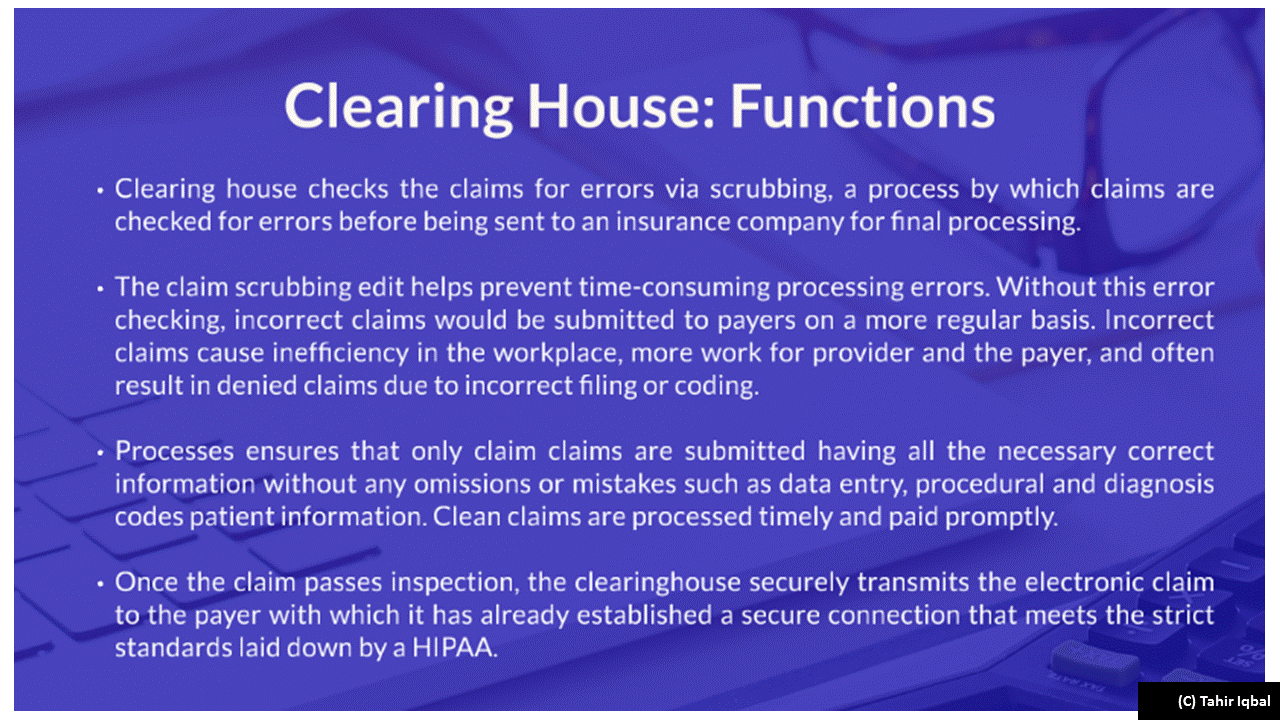 Clearing House: Functions
• Clearing house checks the claims for errors via scrubbing, a process by which claims are
checked for errors before being sent to an insurance company for final processing.
• The claim scrubbing edit helps prevent time-consuming processing errors. Without this error
checking, incorrect claims would be submitted to payers on a more regular basis. Incorrect
claims cause inefficiency in the workplace, more work for provider and the payer, and often
result in denied claims due to incorrect filing or coding.
• Processes ensures that only claim claims are submitted having all the necessary correct
information without any omissions or mistakes such as data entry, procedural and diagnosis
codes patient information. Clean claims are processed timely and paid promptly.
• Once the claim passes inspection, the clearinghouse securely transmits the electronic claim
to the payer with which it has already established a secure connection that meets the strict
standards laid down by a HIPAA.
TAX RATE
(C) Tahir Iqbal